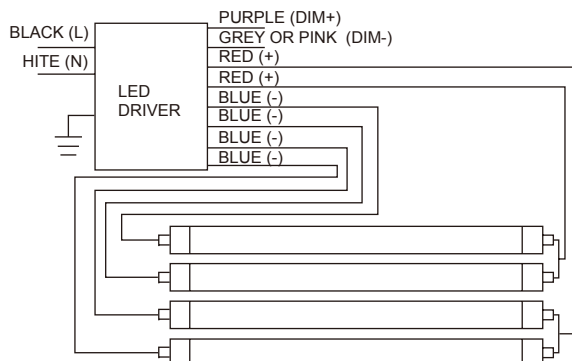 PURPLE (DIM+)
BLACK (L)
GREY OR PINK (DIM-)
HITE (N)
RED (+)
RED (+)
LED
DRIVER
BLUE (-)
BLUE (-)
BLUE (-)
BLUE (-)